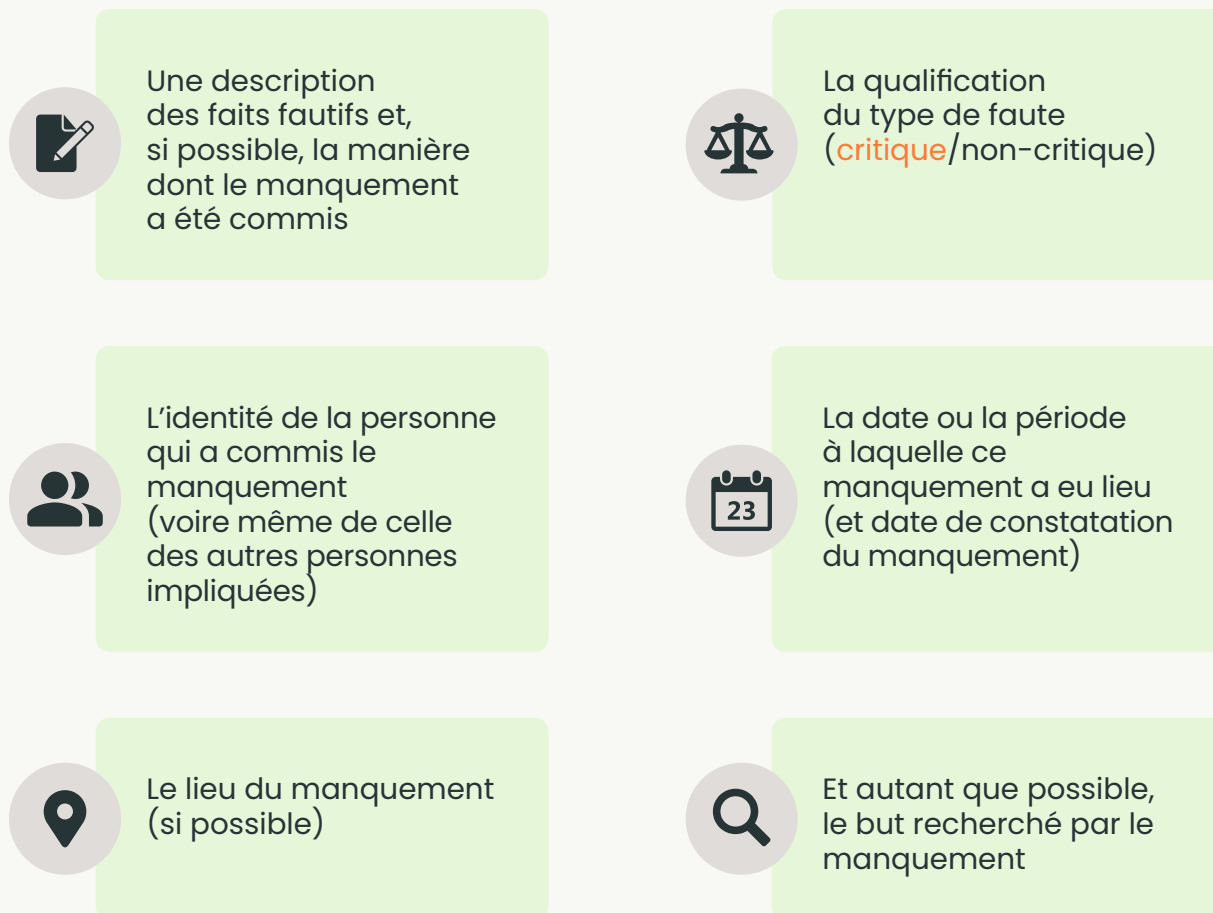 Une description
des faits fautifs et,
si possible, la manière
dont le manquement
a été commis
La qualification
du type de faute
(critique/non-critique)
L’identité de la personne
qui a commis le
manquement
(voire même de celle
des autres personnes
impliquées)
23
La date ou la période
à laquelle ce
manquement a eu lieu
(et date de constatation
du manquement)
Le lieu du manquement
(si possible)
Et autant que possible,
le but recherché par le
manquement